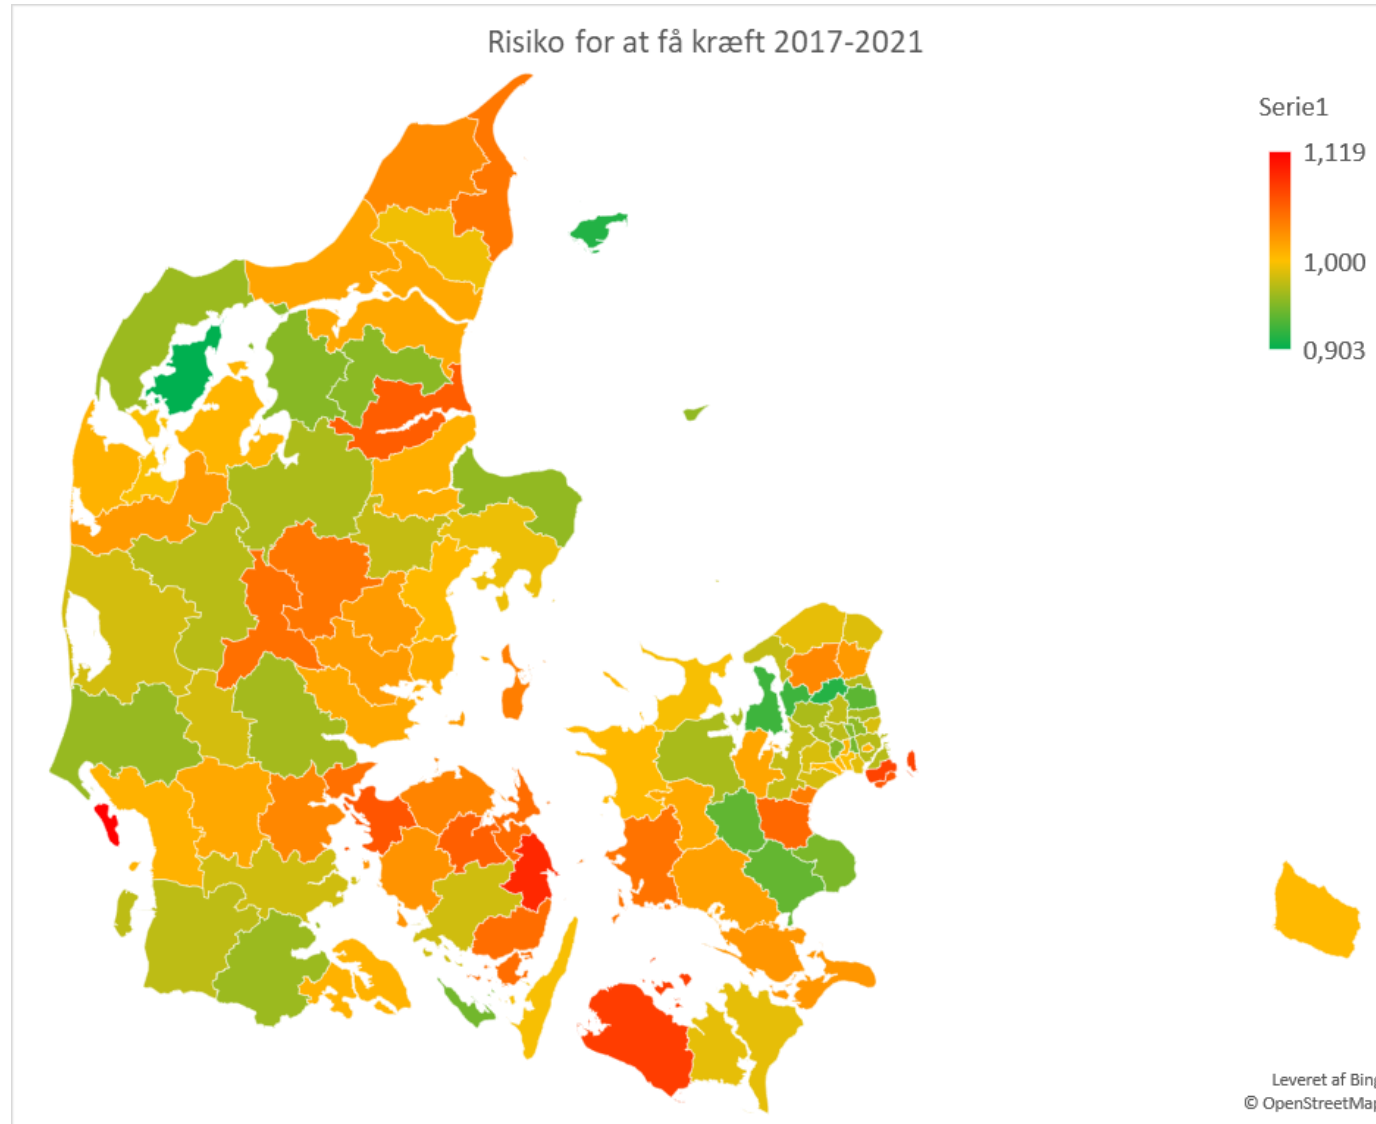 Risiko for at få kræft 2017-2021
Serie1
1,119
1,000
0,903
Leveret af Bing
© OpenStreetMap